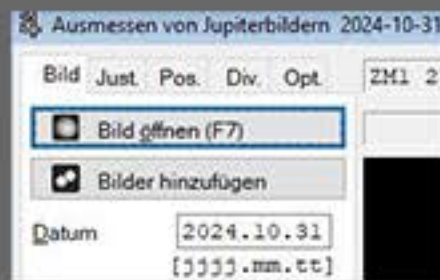 Ausmessen von Jupiterbildern 2024-10-31
Bild Just. Pos. Div. Opt. ZM1 2
Bild öffnen (F7)
Bilder hinzufügen
Datum 2024.10.31
[jjjj.mm.tt]